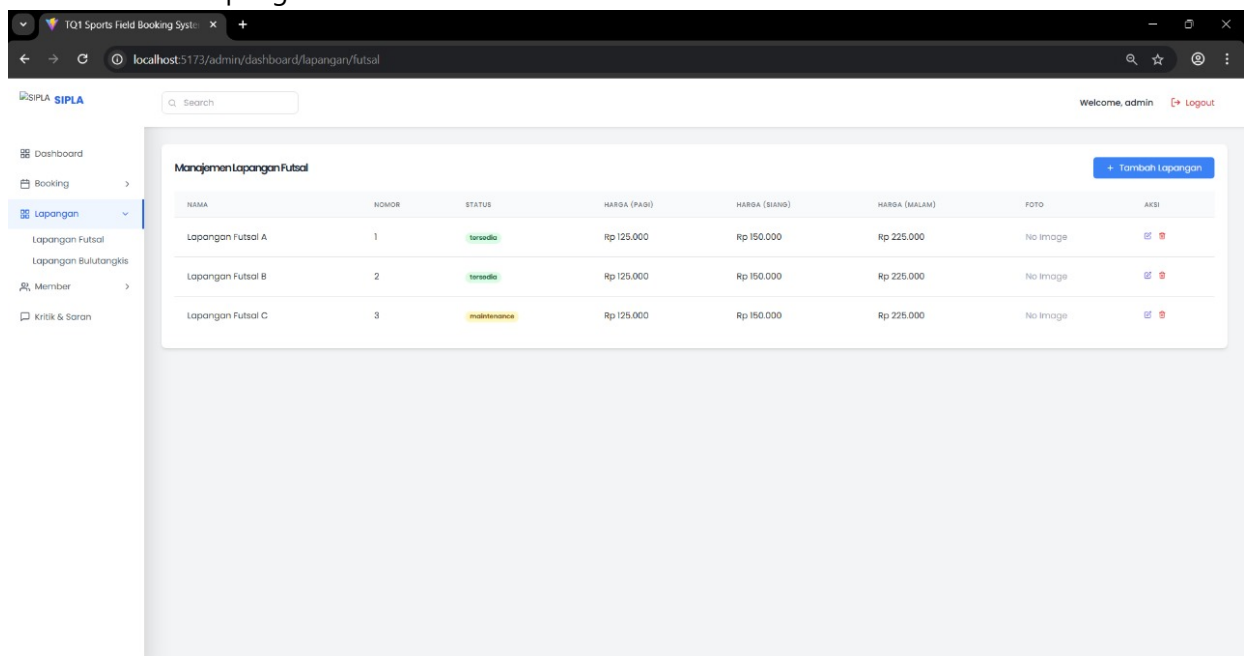 TQ1 Sports Field Booking Syste
localhost:5173/admin/dashboard/lapangan/futsal
SIPLA SIPLA
Search
Welcome, admin
Logout
Dashboard
Booking
Lapangan
Lapangan Futsal
Lapangan Bulutangkis
Member
Kritik & Saran
Manajemen Lapangan Futsal
+ Tambah Lapangan
NAMA NOMOR STATUS HARGA (PAGI) HARGA (SIANG) HARGA (MALAM) FOTO AKSI
Lapangan Futsal A 1 tersedia Rp 125.000 Rp 150.000 Rp 225.000 No Image
Lapangan Futsal B 2 tersedia Rp 125.000 Rp 150.000 Rp 225.000 No Image
Lapangan Futsal C 3 maintenance Rp 125.000 Rp 150.000 Rp 225.000 No Image